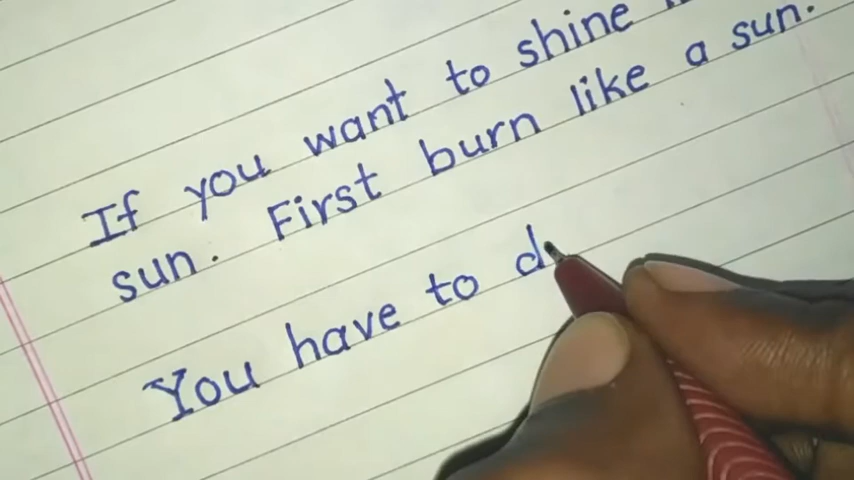 If you want to shine
sun. First burn like a sun.
You have to d